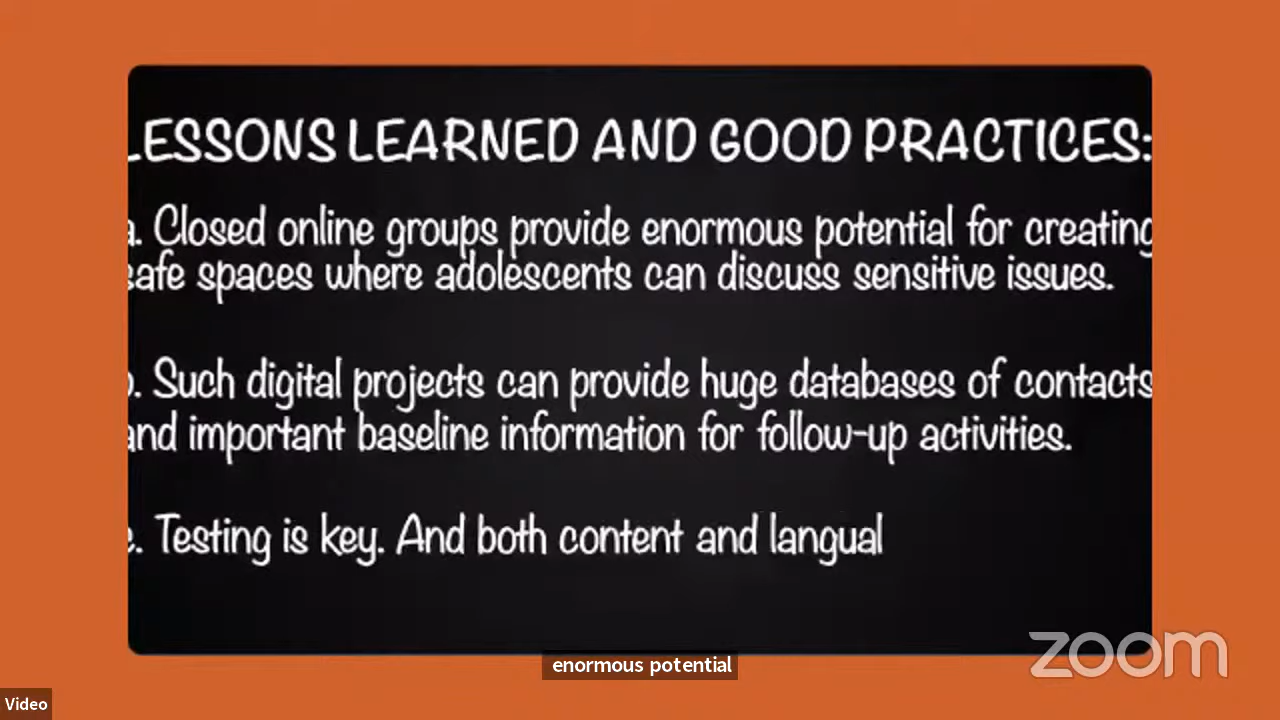 LESSONS LEARNED AND GOOD PRACTICES:
a. Closed online groups provide enormous potential for creating
safe spaces where adolescents can discuss sensitive issues.
b. Such digital projects can provide huge databases of contacts
and important baseline information for follow-up activities.
c. Testing is key. And both content and langual
enormous potential
zoom
Video